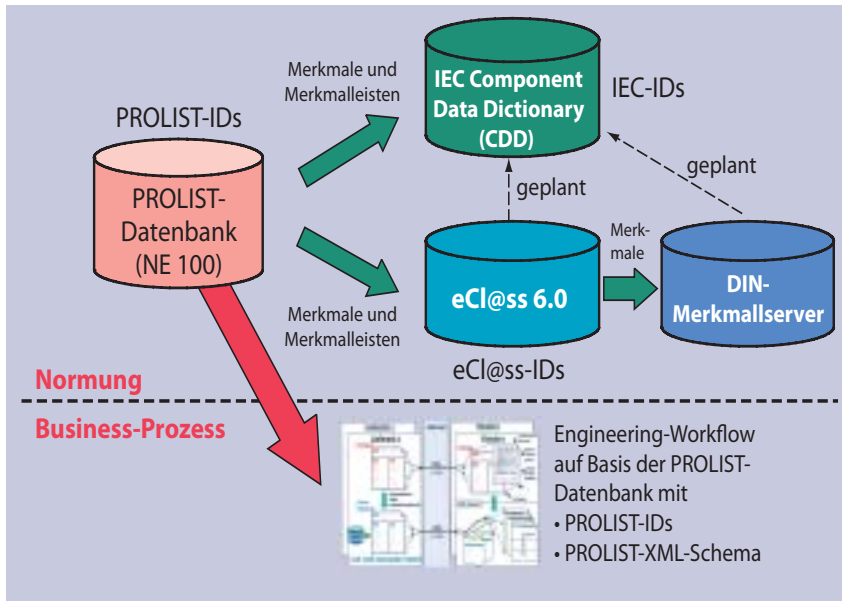 Merkmale und
Merkmalleisten
IEC Component
Data Dictionary
(CDD)
IEC-IDs
PROLIST-IDs
PROLIST-
Datenbank
(NE 100)
geplant
geplant
Merk-
male
Merkmale und
Merkmalleisten
eCl@ss 6.0
DIN-
Merkmallserver
eCl@ss-IDs
Normung
Business-Prozess
Engineering-Workflow
auf Basis der PROLIST-
Datenbank mit
• PROLIST-IDs
• PROLIST-XML-Schema